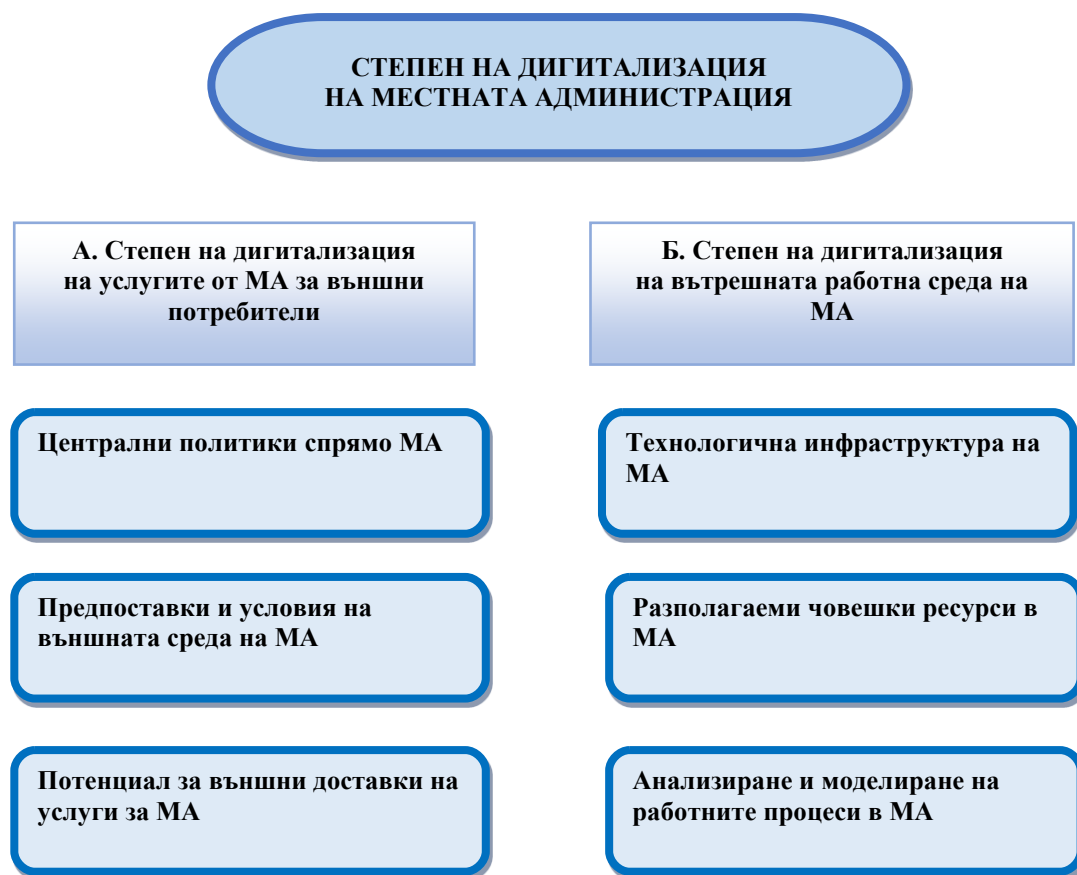 СТЕПЕН НА ДИГИТАЛИЗАЦИЯ
НА МЕСТНАТА АДМИНИСТРАЦИЯ
А. Степен на дигитализация
на услугите от МА за външни
потребители
Б. Степен на дигитализация
на вътрешната работна среда на
МА
Централни политики спрямо МА
Технологична инфраструктура на
МА
Предпоставки и условия на
външната среда на МА
Разполагаеми човешки ресурси в
МА
Потенциал за външни доставки на
услуги за МА
Анализиране и моделиране на
работните процеси в МА